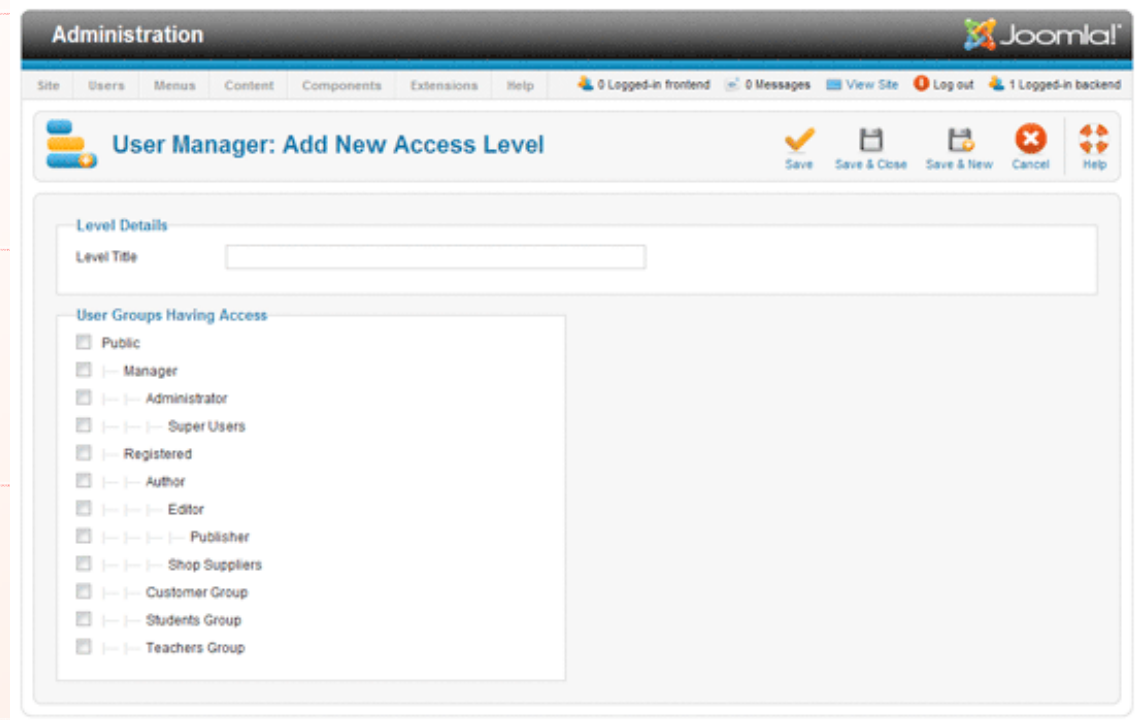 Administration Joomla!
Site Users Menus Content Components Extensions Help 0 Logged-in frontend 0 Messages View Site Log out 1 Logged-in backend
User Manager: Add New Access Level Save Save & Close Save & New Cancel Help
Level Details
Level Title
User Groups Having Access
Public
Manager
Administrator
Super Users
Registered
Author
Editor
Publisher
Shop Suppliers
Customer Group
Students Group
Teachers Group